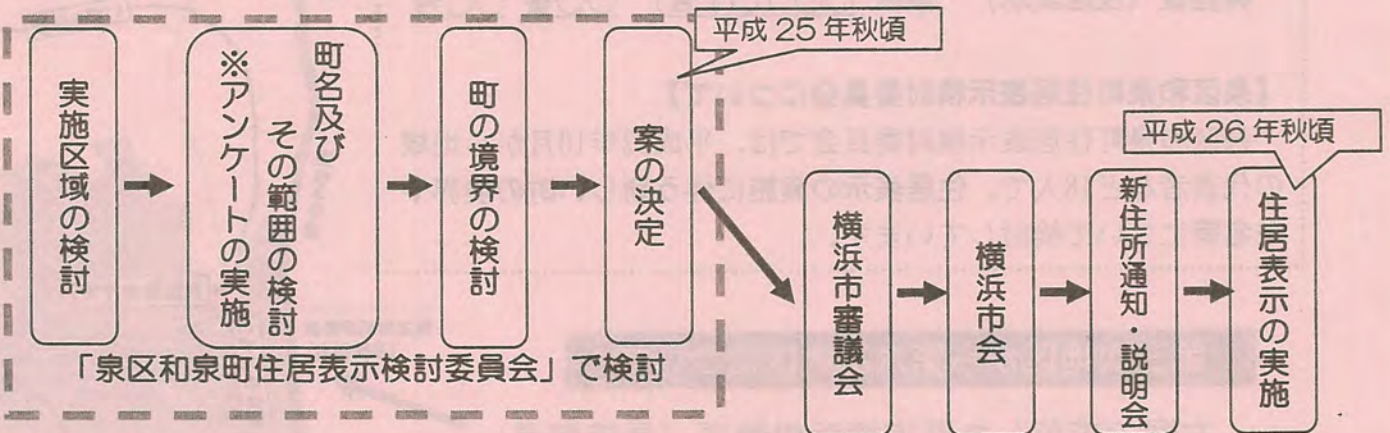 平成 25 年秋頃
実施区域の検討
町名及び
その範囲の検討
※アンケートの実施
町の境界の検討
案の決定
「泉区和泉町住居表示検討委員会」で検討
横浜市審議会
横浜市会
新住所通知・説明会
平成 26 年秋頃
住居表示の実施